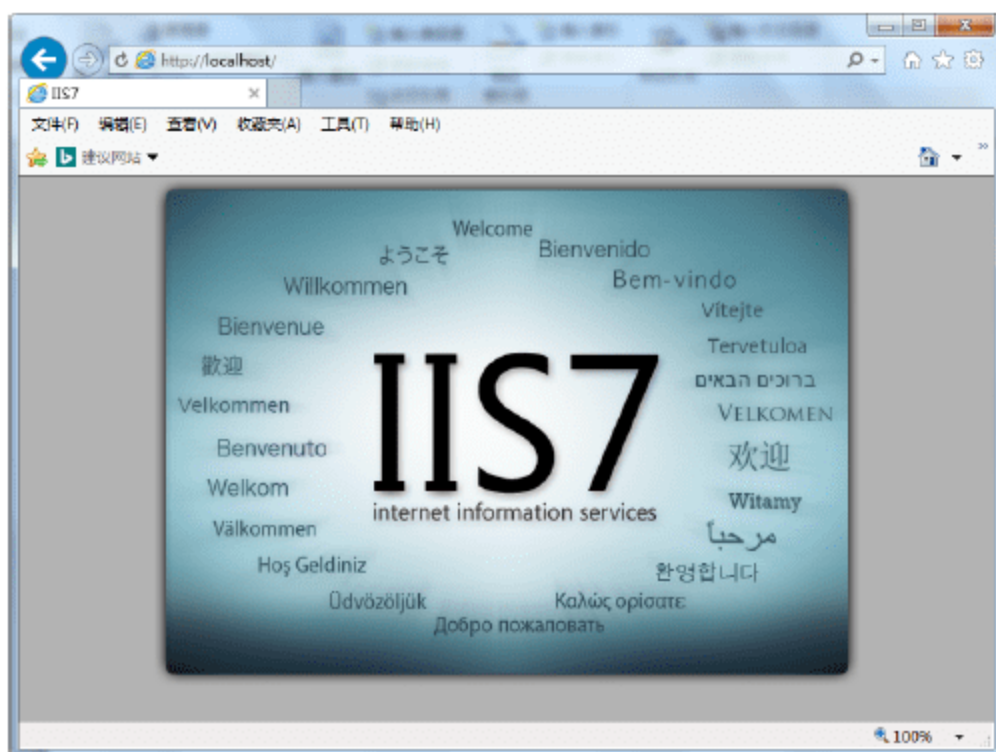 http://localhost/
IIS7
文件(F) 编辑(E) 查看(V) 收藏夹(A) 工具(T) 帮助(H)
建议网站
Welcome
ようこそ
Bienvenido
Willkommen
Bem-vindo
Vítejte
Bienvenue
Tervetuloa
歡迎
ברוכים הבאים
Velkommen
VELKOMEN
Benvenuto
欢迎
IIS7
Welkom
Witamy
internet information services
Välkommen
مرحباً
Hoş Geldiniz
환영합니다
Üdvözöljük
Καλώς ορίσατε
Добро пожаловать
100%